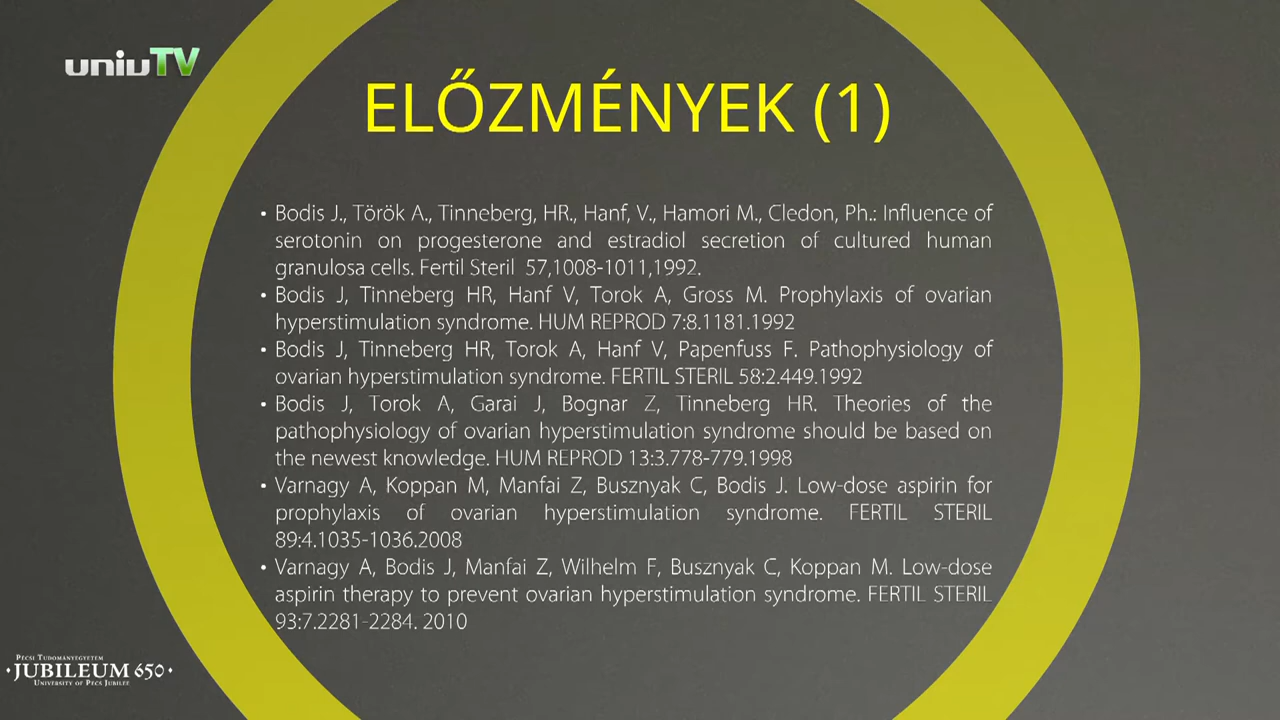 univTV
ELŐZMÉNYEK (1)
• Bodis J., Török A., Tinneberg, HR., Hanf, V., Hamori M., Cledon, Ph.: Influence of
serotonin on progesterone and estradiol secretion of cultured human
granulosa cells. Fertil Steril 57,1008-1011,1992.
• Bodis J, Tinneberg HR, Hanf V, Torok A, Gross M. Prophylaxis of ovarian
hyperstimulation syndrome. HUM REPROD 7:8.1181.1992
• Bodis J, Tinneberg HR, Torok A, Hanf V, Papenfuss F. Pathophysiology of
ovarian hyperstimulation syndrome. FERTIL STERIL 58:2.449.1992
• Bodis J, Torok A, Garai J, Bognar Z, Tinneberg HR. Theories of the
pathophysiology of ovarian hyperstimulation syndrome should be based on
the newest knowledge. HUM REPROD 13:3.778-779.1998
• Varnagy A, Koppan M, Manfai Z, Busznyak C, Bodis J. Low-dose aspirin for
prophylaxis of ovarian hyperstimulation syndrome. FERTIL STERIL
89:4.1035-1036.2008
• Varnagy A, Bodis J, Manfai Z, Wilhelm F, Busznyak C, Koppan M. Low-dose
aspirin therapy to prevent ovarian hyperstimulation syndrome. FERTIL STERIL
93:7.2281-2284. 2010
PÉCSI TUDOMÁNYEGYETEM
•JUBILEUM 650•
UNIVERSITY OF PÉCS JUBILEE